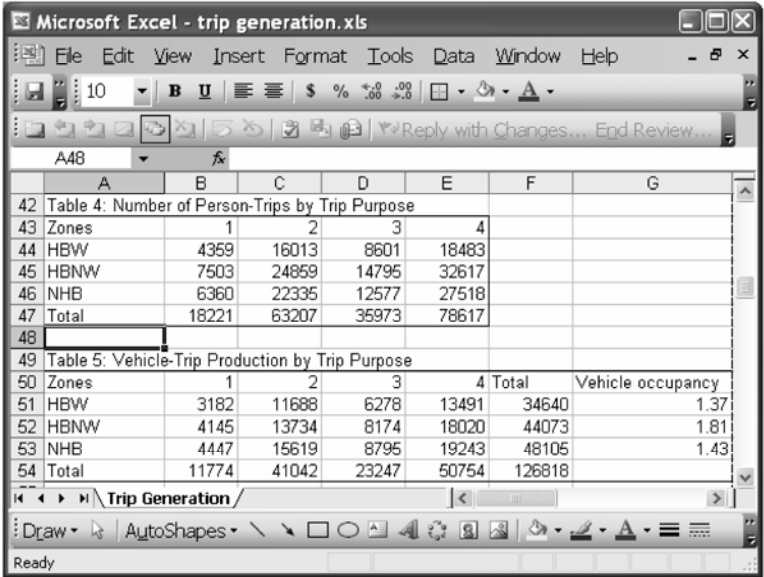 Microsoft Excel - trip generation.xls
File Edit View Insert Format Tools Data Window Help
10 B U $ % A
Reply with Changes... End Review...
A48 fx
A B C D E F G
42 Table 4: Number of Person-Trips by Trip Purpose
43 Zones 1 2 3 4
44 HBW 4359 16013 8601 18483
45 HBNW 7503 24859 14795 32617
46 NHB 6360 22335 12577 27518
47 Total 18221 63207 35973 78617
48
49 Table 5: Vehicle-Trip Production by Trip Purpose
50 Zones 1 2 3 4 Total Vehicle occupancy
51 HBW 3182 11688 6278 13491 34640 1.37
52 HBNW 4145 13734 8174 18020 44073 1.81
53 NHB 4447 15619 8795 19243 48105 1.43
54 Total 11774 41042 23247 50754 126818
Trip Generation
Draw AutoShapes A A
Ready